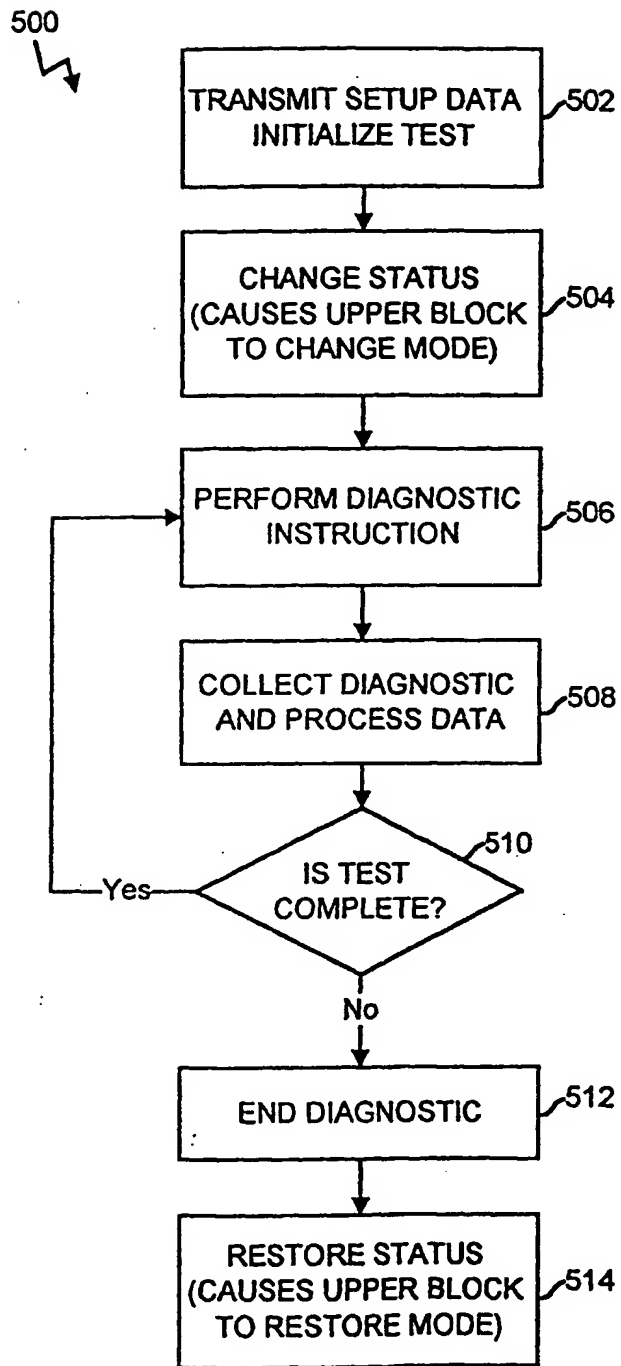 500
TRANSMIT SETUP DATA
INITIALIZE TEST
502
CHANGE STATUS
(CAUSES UPPER BLOCK
TO CHANGE MODE)
504
PERFORM DIAGNOSTIC
INSTRUCTION
506
COLLECT DIAGNOSTIC
AND PROCESS DATA
508
510
IS TEST
COMPLETE?
Yes
No
END DIAGNOSTIC
512
RESTORE STATUS
(CAUSES UPPER BLOCK
TO RESTORE MODE)
514